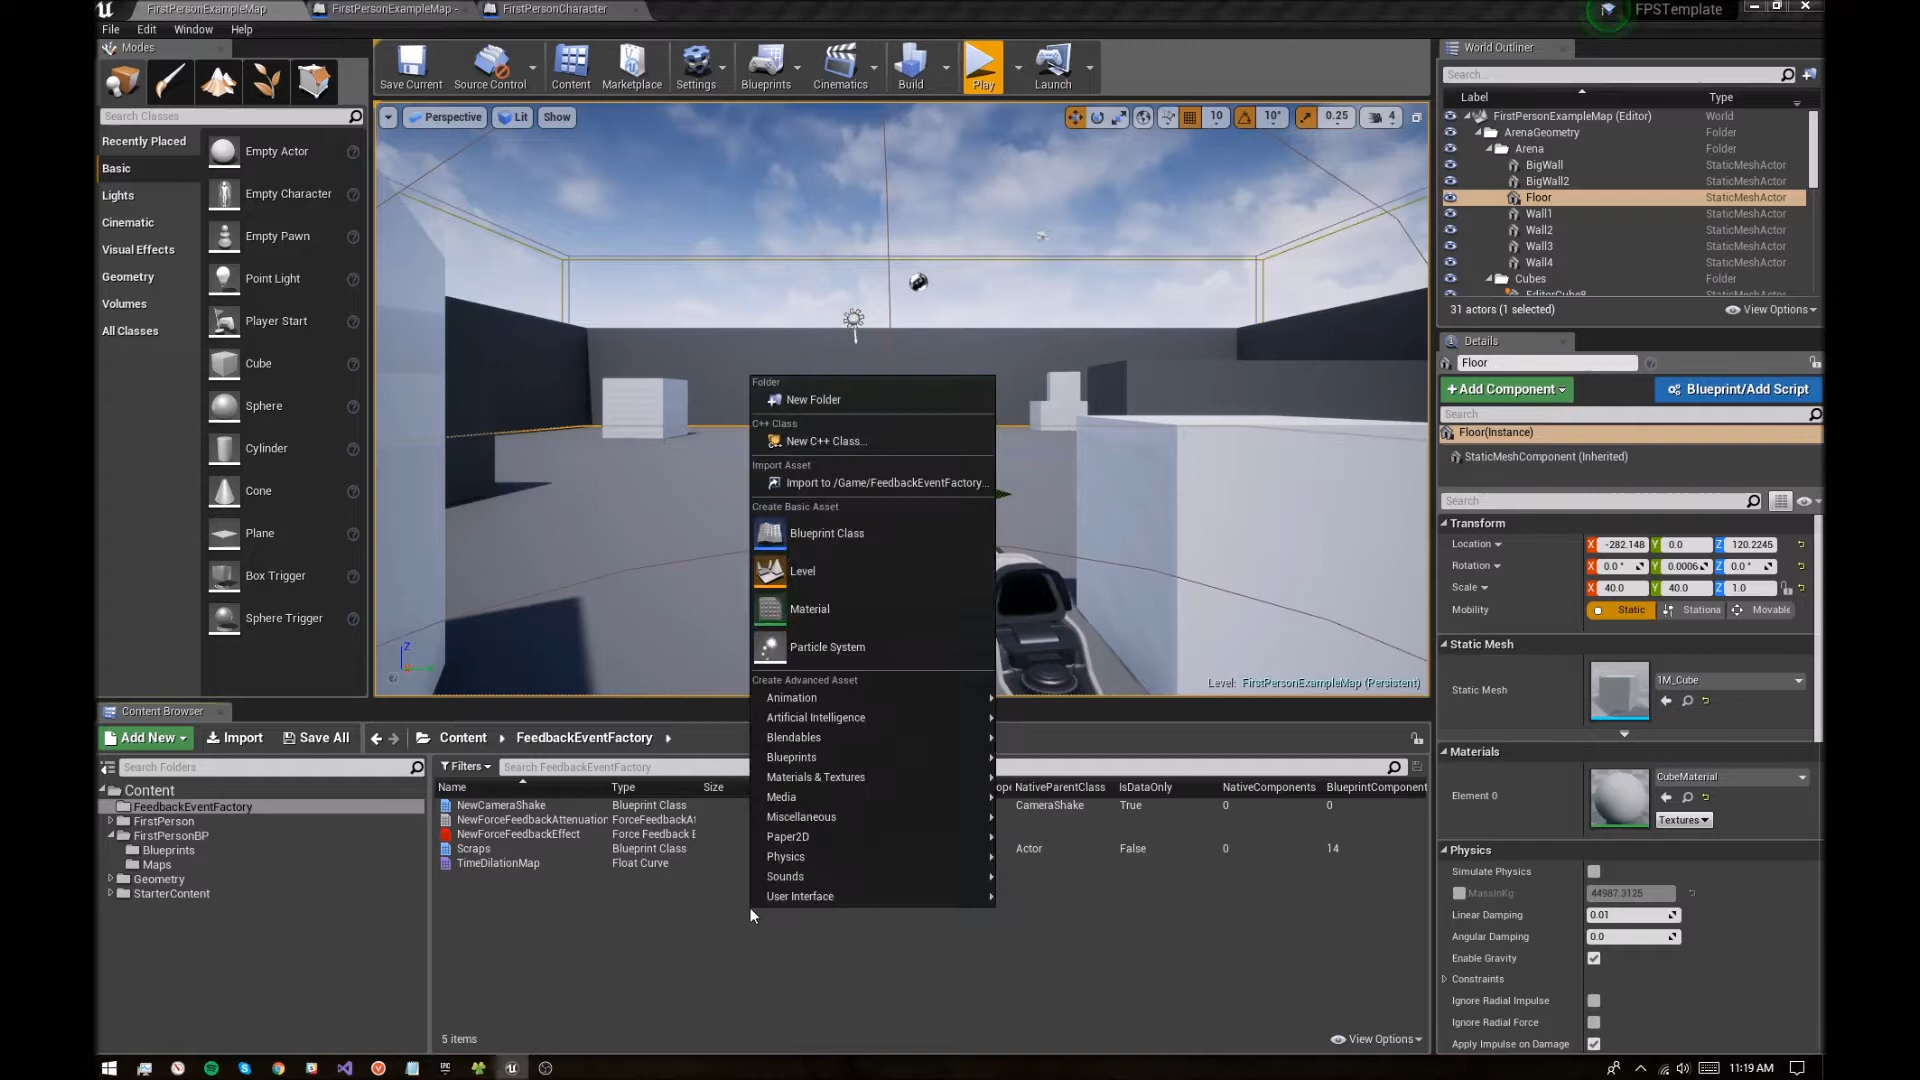 FirstPersonExampleMap
FirstPersonExampleMap -
FirstPersonCharacter
FPSTemplate
File Edit Window Help
Modes
Save Current
Source Control
Content
Marketplace
Settings
Blueprints
Cinematics
Build
Play
Launch
Search Classes
Recently Placed
Basic
Lights
Cinematic
Visual Effects
Geometry
Volumes
All Classes
Empty Actor
Empty Character
Empty Pawn
Point Light
Player Start
Cube
Sphere
Cylinder
Cone
Plane
Box Trigger
Sphere Trigger
Perspective Lit Show
10 10° 0.25 4
Folder
New Folder
C++ Class
New C++ Class...
Import Asset
Import to /Game/FeedbackEventFactory...
Create Basic Asset
Blueprint Class
Level
Material
Particle System
Create Advanced Asset
Animation
Artificial Intelligence
Blendables
Blueprints
Materials & Textures
Media
Miscellaneous
Paper2D
Physics
Sounds
User Interface
Level: FirstPersonExampleMap (Persistent)
World Outliner
Search...
Label Type
FirstPersonExampleMap (Editor) World
ArenaGeometry Folder
Arena Folder
BigWall StaticMeshActor
BigWall2 StaticMeshActor
Floor StaticMeshActor
Wall1 StaticMeshActor
Wall2 StaticMeshActor
Wall3 StaticMeshActor
Wall4 StaticMeshActor
Cubes Folder
EditorCube8 StaticMeshActor
31 actors (1 selected) View Options
Details
Floor
+Add Component Blueprint/Add Script
Search
Floor(Instance)
StaticMeshComponent (Inherited)
Search
Transform
Location X -282.148 Y 0.0 Z 120.2245
Rotation X 0.0 ° Y 0.0006 Z 0.0 °
Scale X 40.0 Y 40.0 Z 1.0
Mobility Static Stationa Movable
Static Mesh
Static Mesh 1M_Cube
Materials
Element 0 CubeMaterial
Textures
Physics
Simulate Physics
MassInKg 44987.3125
Linear Damping 0.01
Angular Damping 0.0
Enable Gravity
Constraints
Ignore Radial Impulse
Ignore Radial Force
Apply Impulse on Damage
Content Browser
Add New Import Save All Content FeedbackEventFactory
Search Folders
Content
FeedbackEventFactory
FirstPerson
FirstPersonBP
Blueprints
Maps
Geometry
StarterContent
Filters Search FeedbackEventFactory
Name Type Size NativeParentClass IsDataOnly NativeComponents BlueprintComponent
NewCameraShake Blueprint Class CameraShake True 0 0
NewForceFeedbackAttenuation ForceFeedbackAt
NewForceFeedbackEffect Force Feedback E
Scraps Blueprint Class Actor False 0 14
TimeDilationMap Float Curve
5 items View Options
11:19 AM